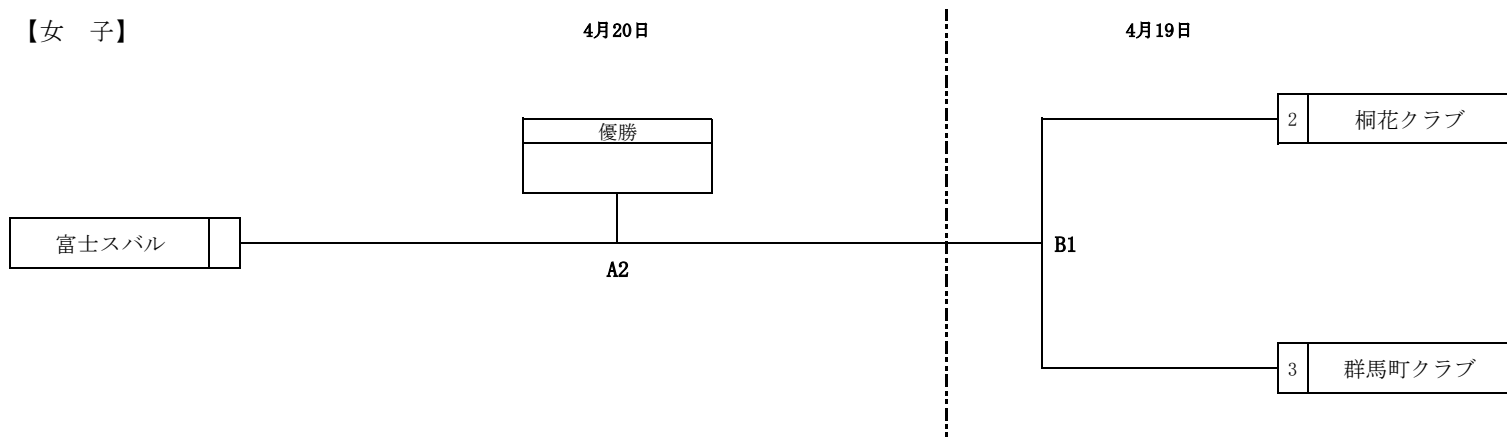 【女　子】
4月20日
4月19日
2 桐花クラブ
優勝
富士スバル
B1
A2
3 群馬町クラブ